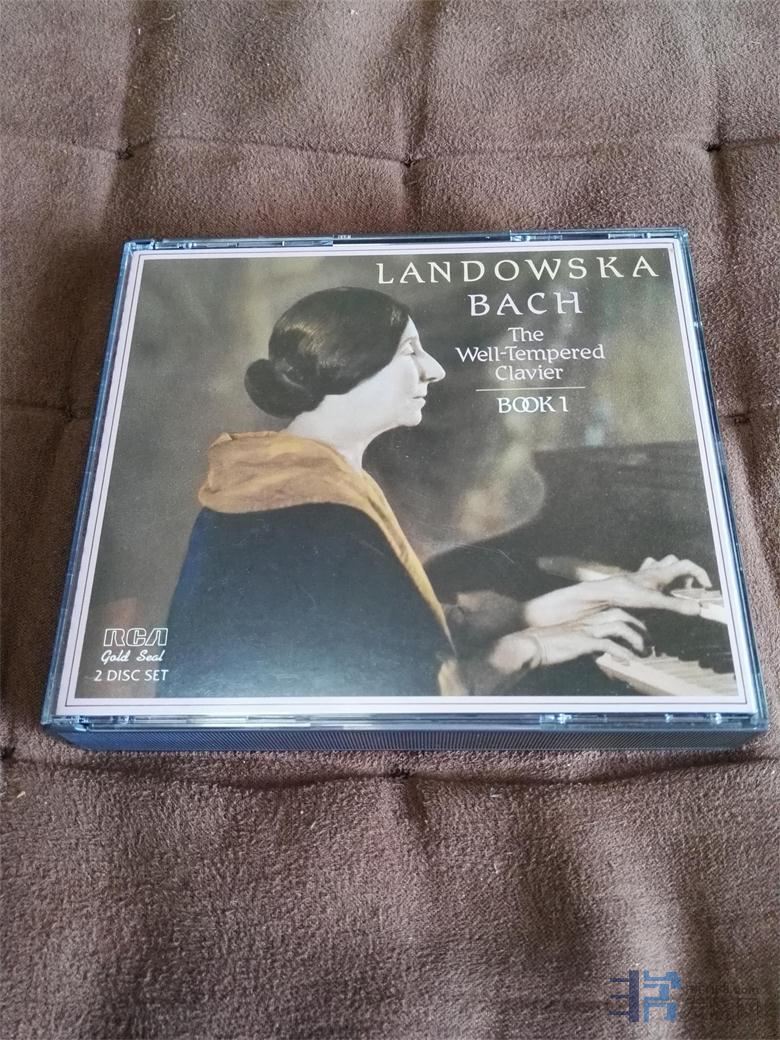 LANDOWSKA
BACH
The
Well-Tempered
Clavier
BOOK 1
RCA
Gold Seal
2 DISC SET